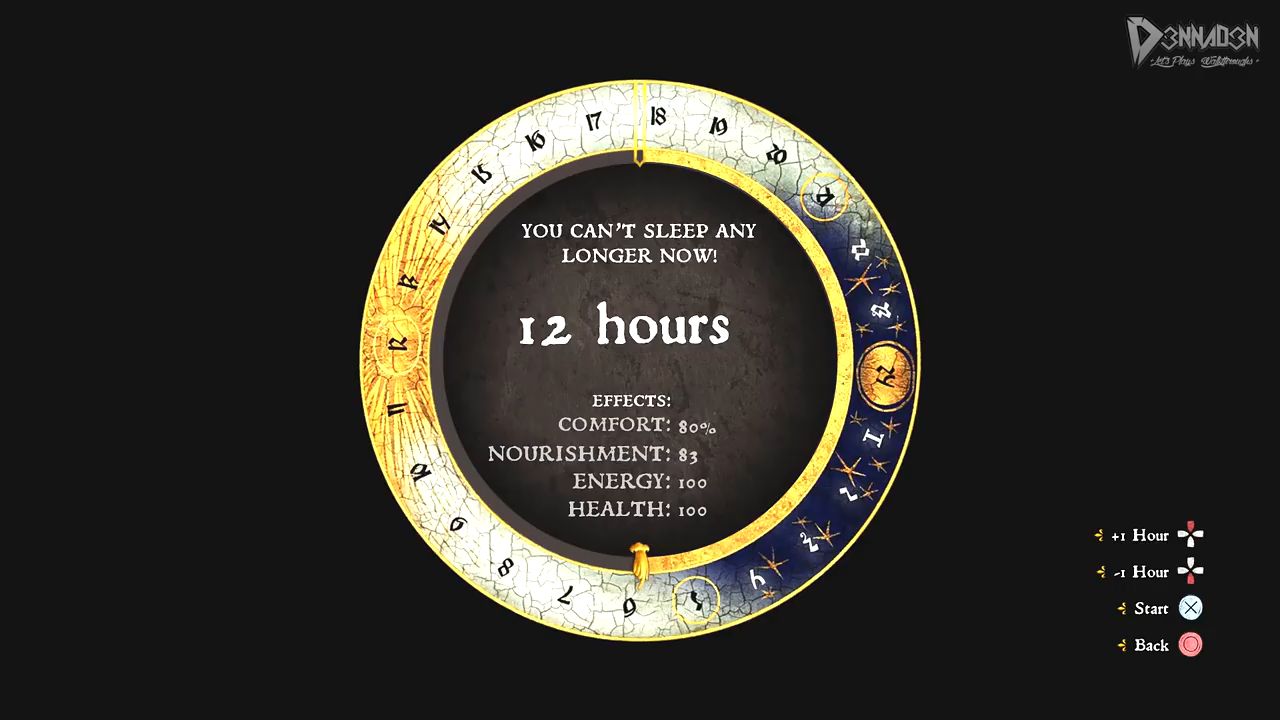 D3NNAD3N
- Let's Plays Walkthroughs -
17
18
16
19
15
14
13
12
11
10
9
8
7
6
1
YOU CAN'T SLEEP ANY
LONGER NOW!
12 hours
EFFECTS:
COMFORT: 80%
NOURISHMENT: 83
ENERGY: 100
HEALTH: 100
+1 Hour
-1 Hour
Start
Back